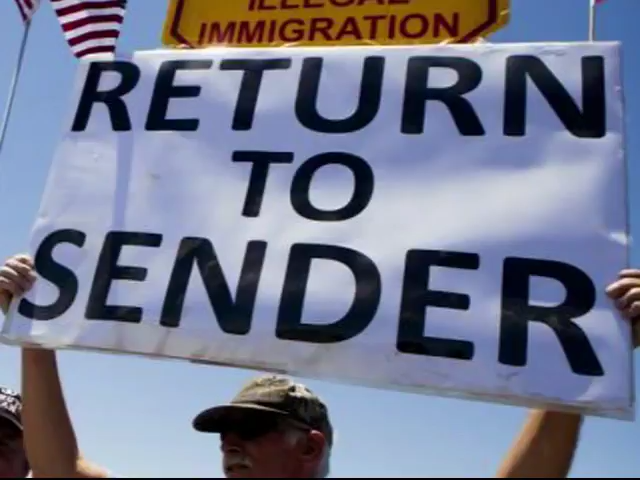 ILLEGAL
IMMIGRATION
RETURN
TO
SENDER